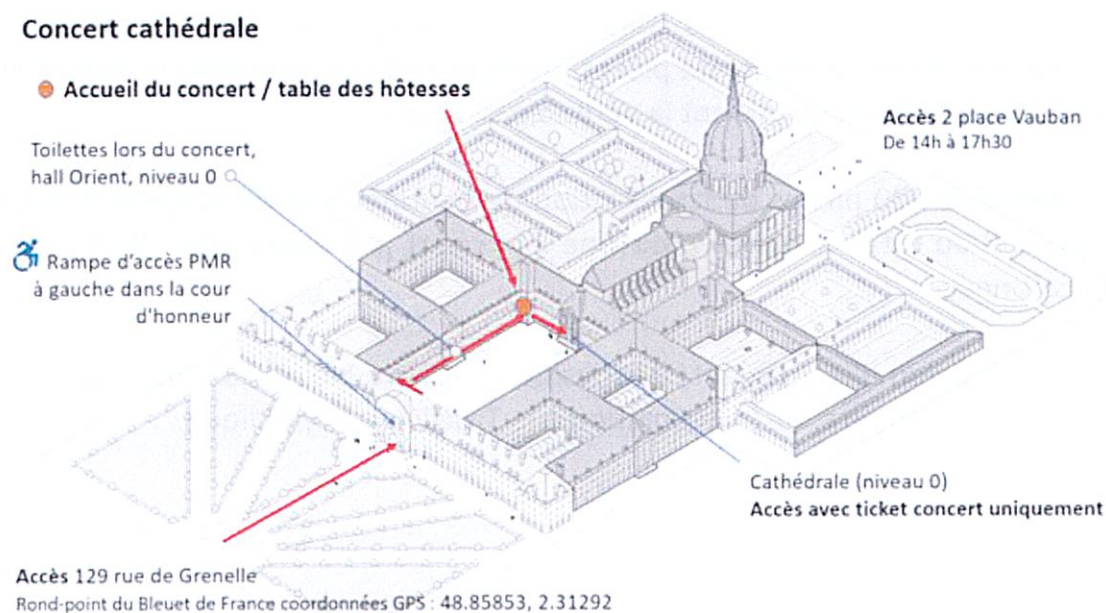 Concert cathédrale
Accueil du concert / table des hôtesses
Toilettes lors du concert,
hall Orient, niveau 0
Rampe d'accès PMR
à gauche dans la cour
d'honneur
Accès 2 place Vauban
De 14h à 17h30
Cathédrale (niveau 0)
Accès avec ticket concert uniquement
Accès 129 rue de Grenelle
Rond-point du Bleuet de France coordonnées GPS : 48.85853, 2.31292